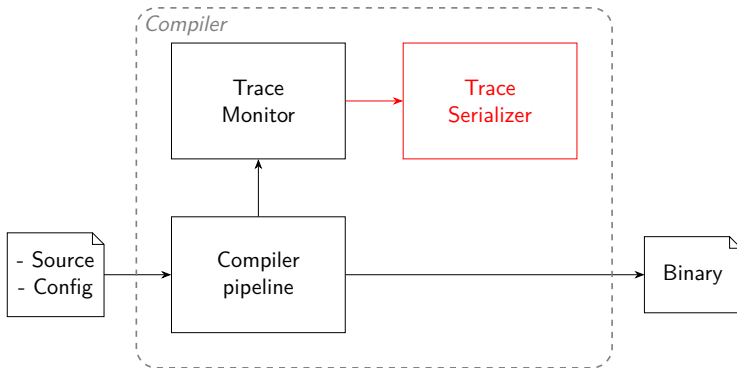 Compiler
Trace
Monitor
Trace
Serializer
- Source
- Config
Compiler
pipeline
Binary